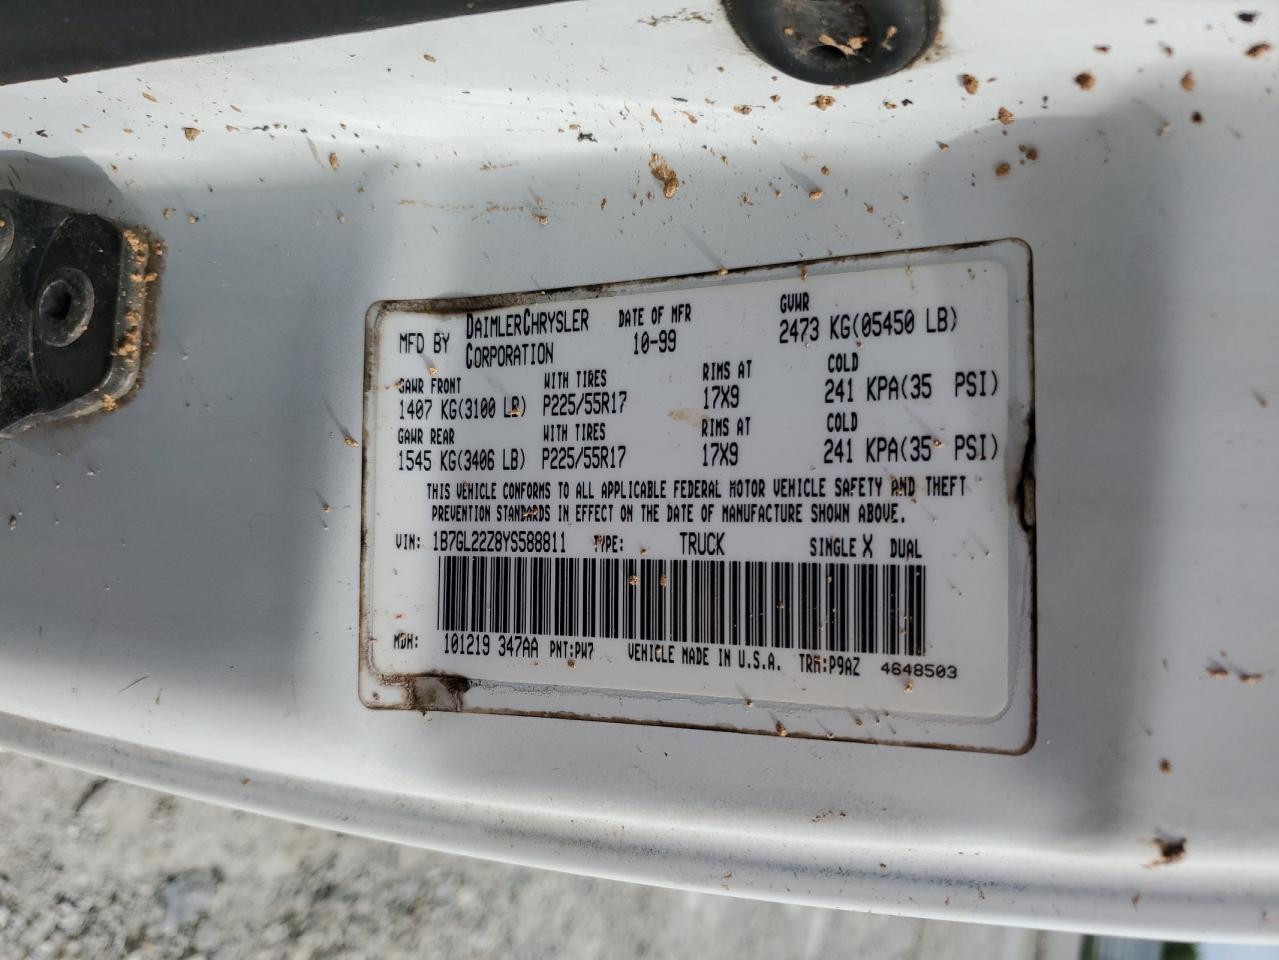 MFD BY DAIMLERCHRYSLER CORPORATION DATE OF MFR 10-99 GVWR 2473 KG(05450 LB)
GAWR FRONT WITH TIRES RIMS AT COLD
1407 KG(3100 LB) P225/55R17 17X9 241 KPA(35 PSI)
GAWR REAR WITH TIRES RIMS AT COLD
1545 KG(3406 LB) P225/55R17 17X9 241 KPA(35 PSI)
THIS VEHICLE CONFORMS TO ALL APPLICABLE FEDERAL MOTOR VEHICLE SAFETY AND THEFT
PREVENTION STANDARDS IN EFFECT ON THE DATE OF MANUFACTURE SHOWN ABOVE.
VIN: 1B7GL22Z8YS588811 TYPE: TRUCK SINGLE X DUAL
MDH: 101219 347AA PNT:PW7 VEHICLE MADE IN U.S.A. TRM:P9AZ 4648503